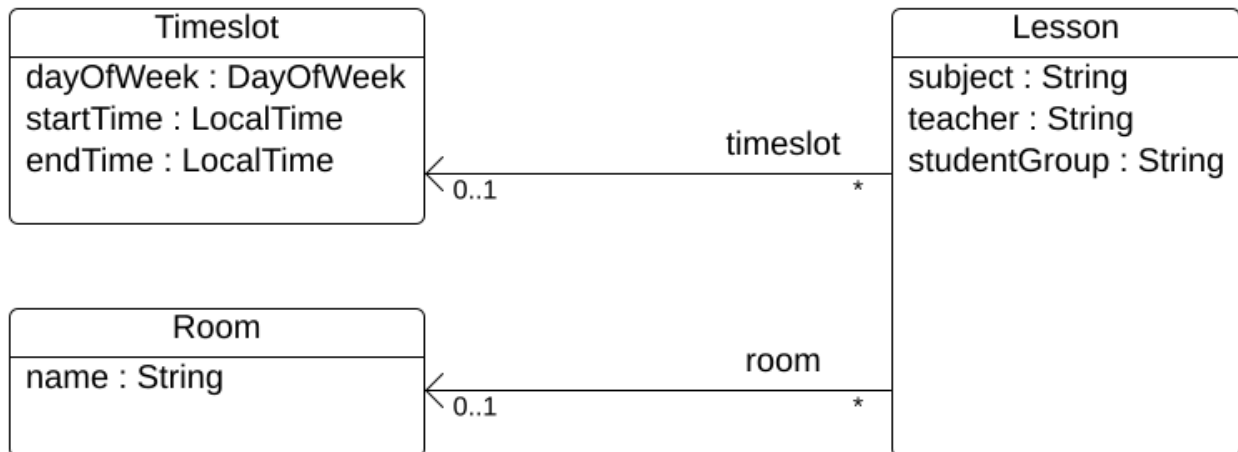 Timeslot
dayOfWeek : DayOfWeek
startTime : LocalTime
endTime : LocalTime
Lesson
subject : String
teacher : String
studentGroup : String
timeslot
0..1
*
Room
name : String
room
0..1
*